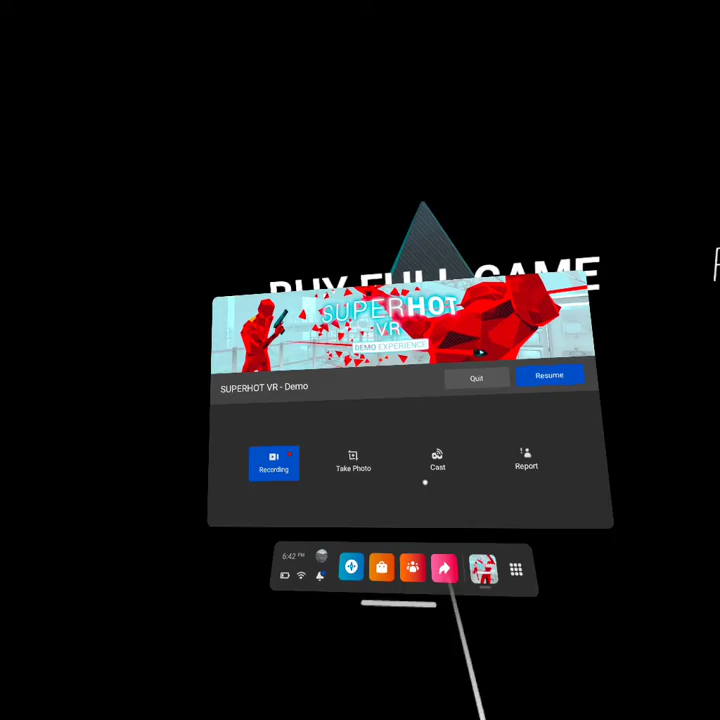 BUY FULL GAME
SUPERHOT
VR
DEMO EXPERIENCE
SUPERHOT VR - Demo
Quit
Resume
Recording
Take Photo
Cast
Report
6:42 PM